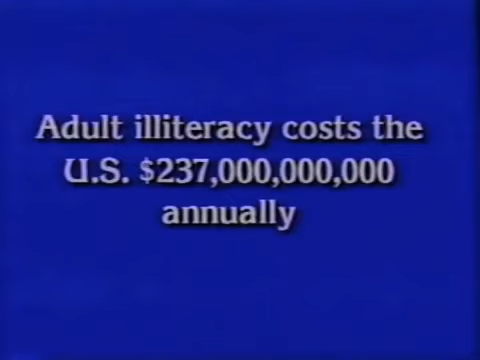 Adult illiteracy costs the
U.S. $237,000,000,000
annually